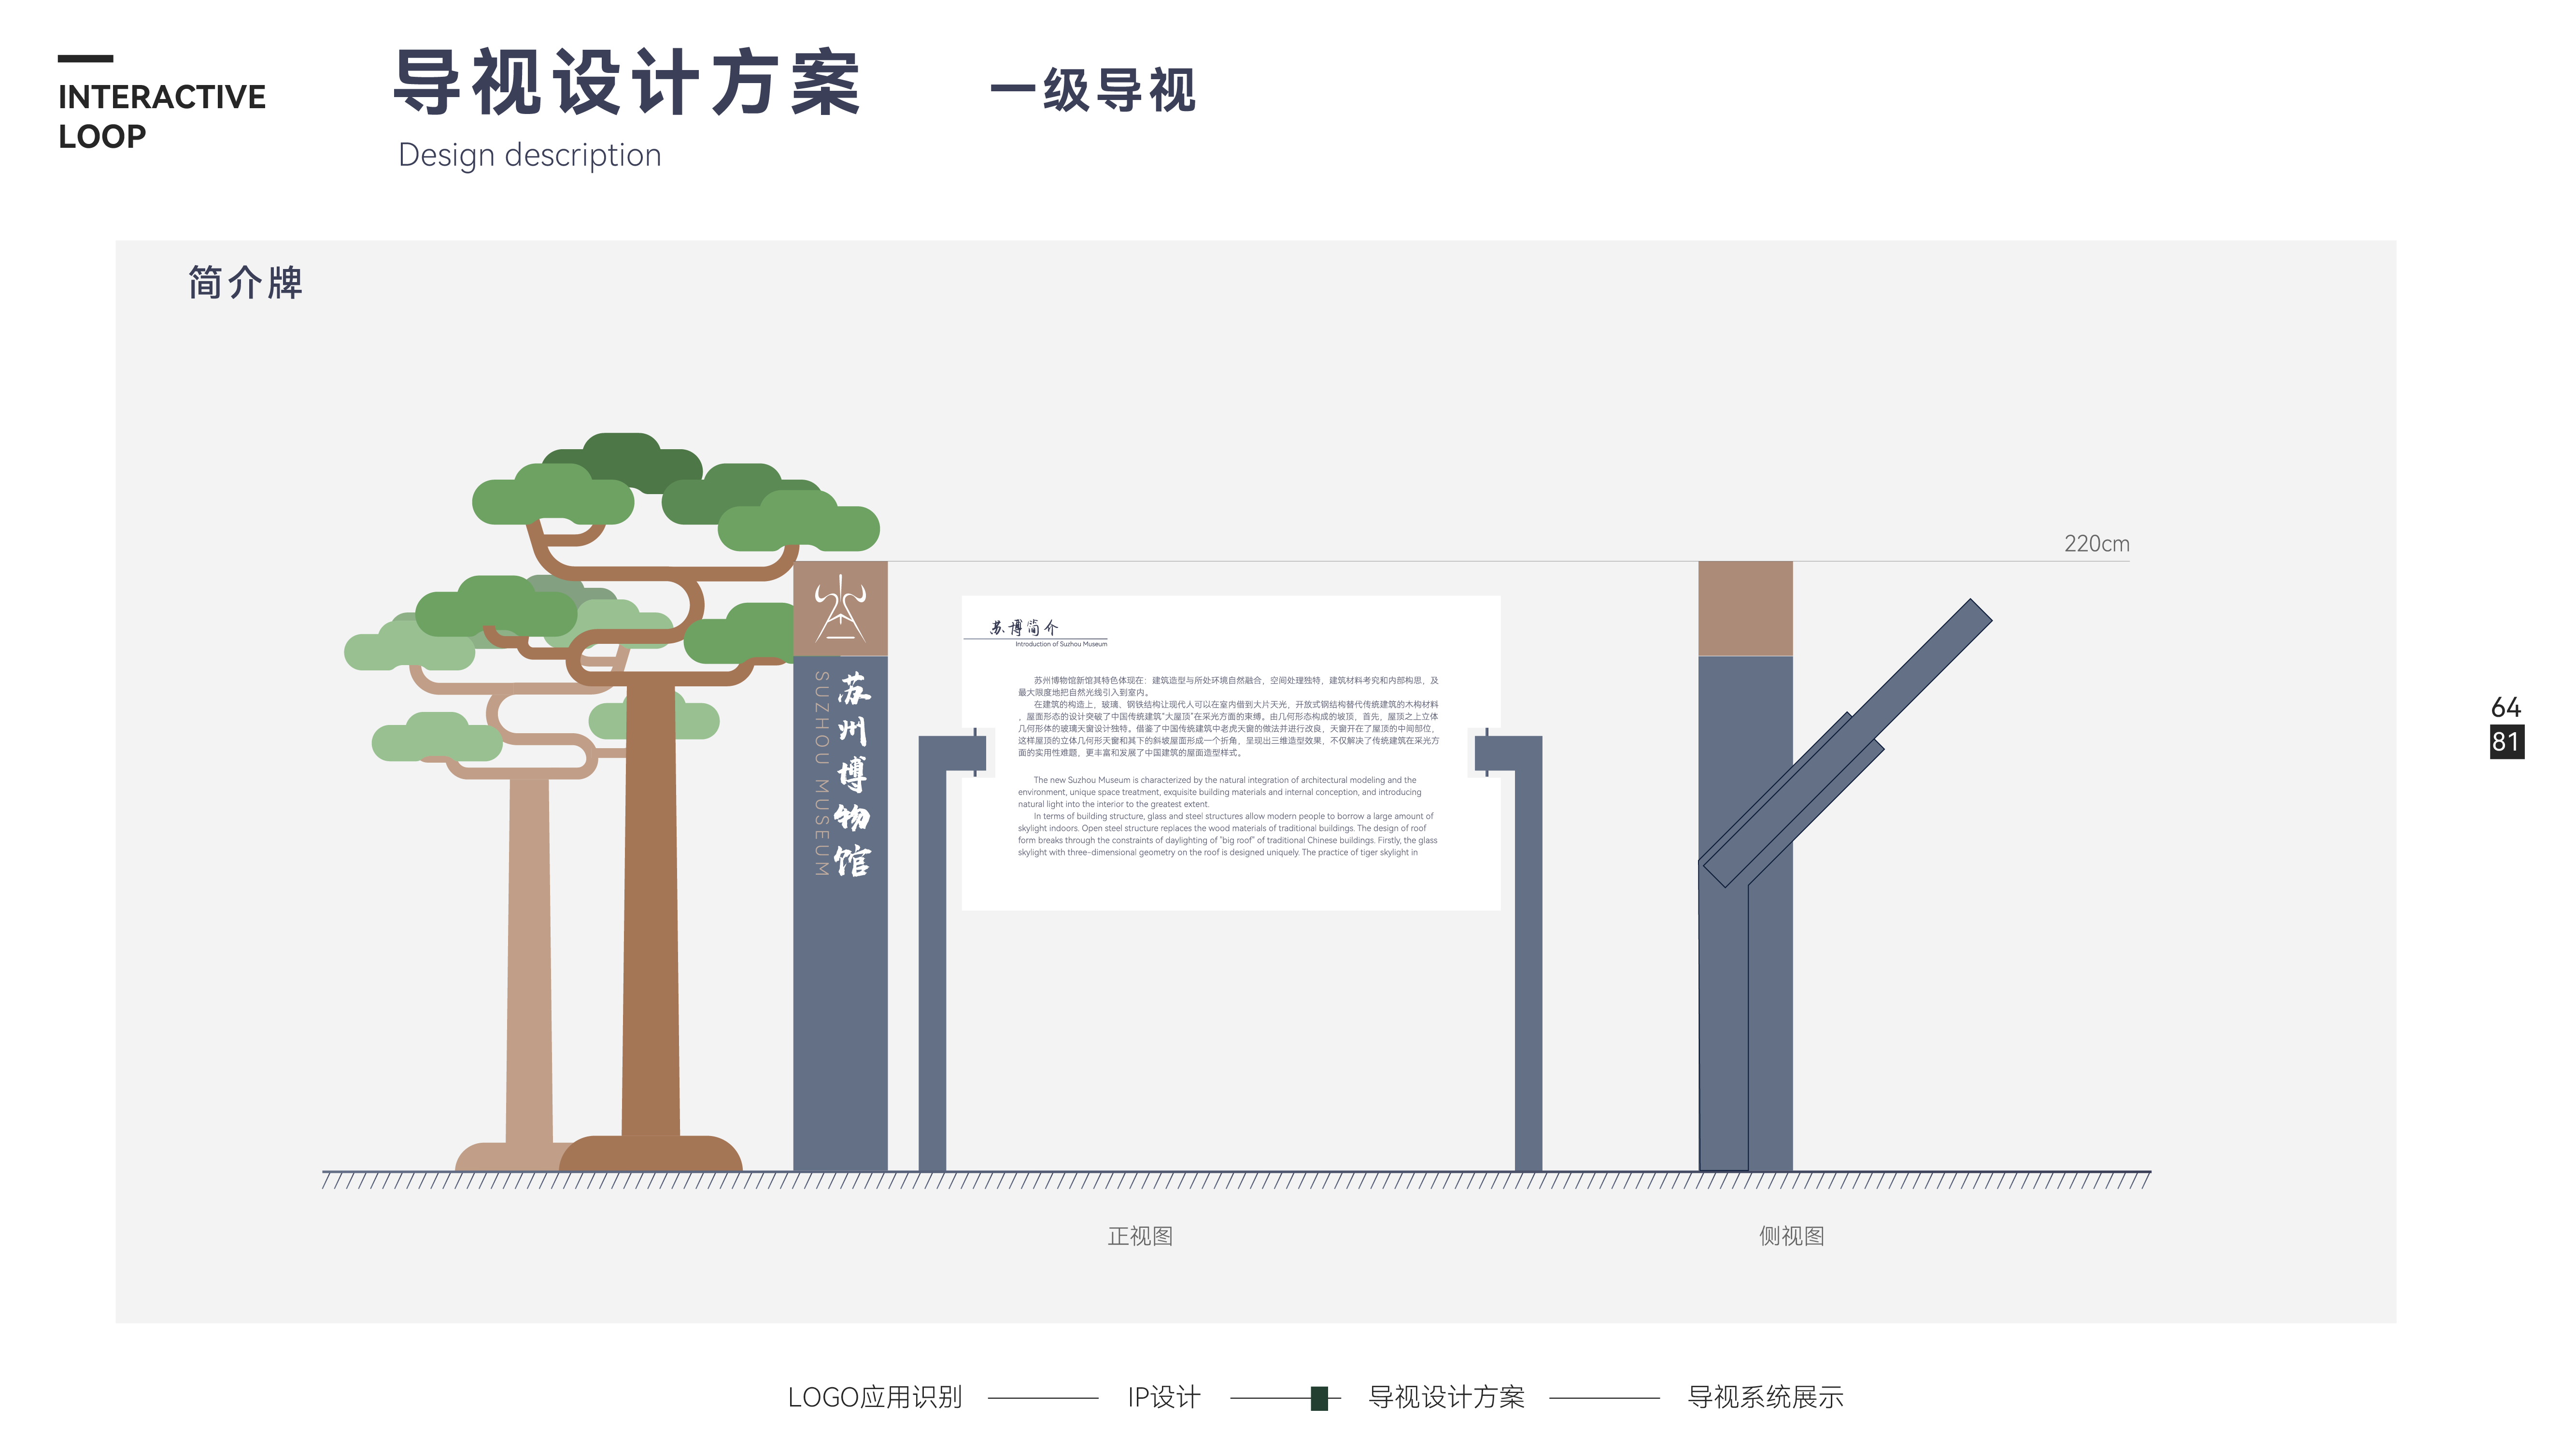 INTERACTIVE
LOOP
导视设计方案
一级导视
Design description
简介牌
220cm
苏州博物馆
SUZHOU MUSEUM
苏博简介
Introduction of Suzhou Museum
苏州博物馆新馆其特色体现在：建筑造型与所处环境自然融合，空间处理独特，建筑材料考究和内部构思，及
最大限度地把自然光线引入到室内。
在建筑的构造上，玻璃、钢铁结构让现代人可以在室内借到大片天光，开放式钢结构替代传统建筑的木构材料
，屋面形态的设计突破了中国传统建筑“大屋顶”在采光方面的束缚。由几何形态构成的坡顶，首先，屋顶之上立体
几何形体的玻璃天窗设计独特。借鉴了中国传统建筑中老虎天窗的做法并进行改良，天窗开在了屋顶的中间部位，
这样屋顶的立体几何形天窗和其下的斜坡屋面形成一个折角，呈现出三维造型效果，不仅解决了传统建筑在采光方
面的实用性难题，更丰富和发展了中国建筑的屋面造型样式。
The new Suzhou Museum is characterized by the natural integration of architectural modeling and the
environment, unique space treatment, exquisite building materials and internal conception, and introducing
natural light into the interior to the greatest extent.
In terms of building structure, glass and steel structures allow modern people to borrow a large amount of
skylight indoors. Open steel structure replaces the wood materials of traditional buildings. The design of roof
form breaks through the constraints of daylighting of "big roof" of traditional Chinese buildings. Firstly, the glass
skylight with three-dimensional geometry on the roof is designed uniquely. The practice of tiger skylight in
正视图
侧视图
64
81
LOGO应用识别
IP设计
导视设计方案
导视系统展示